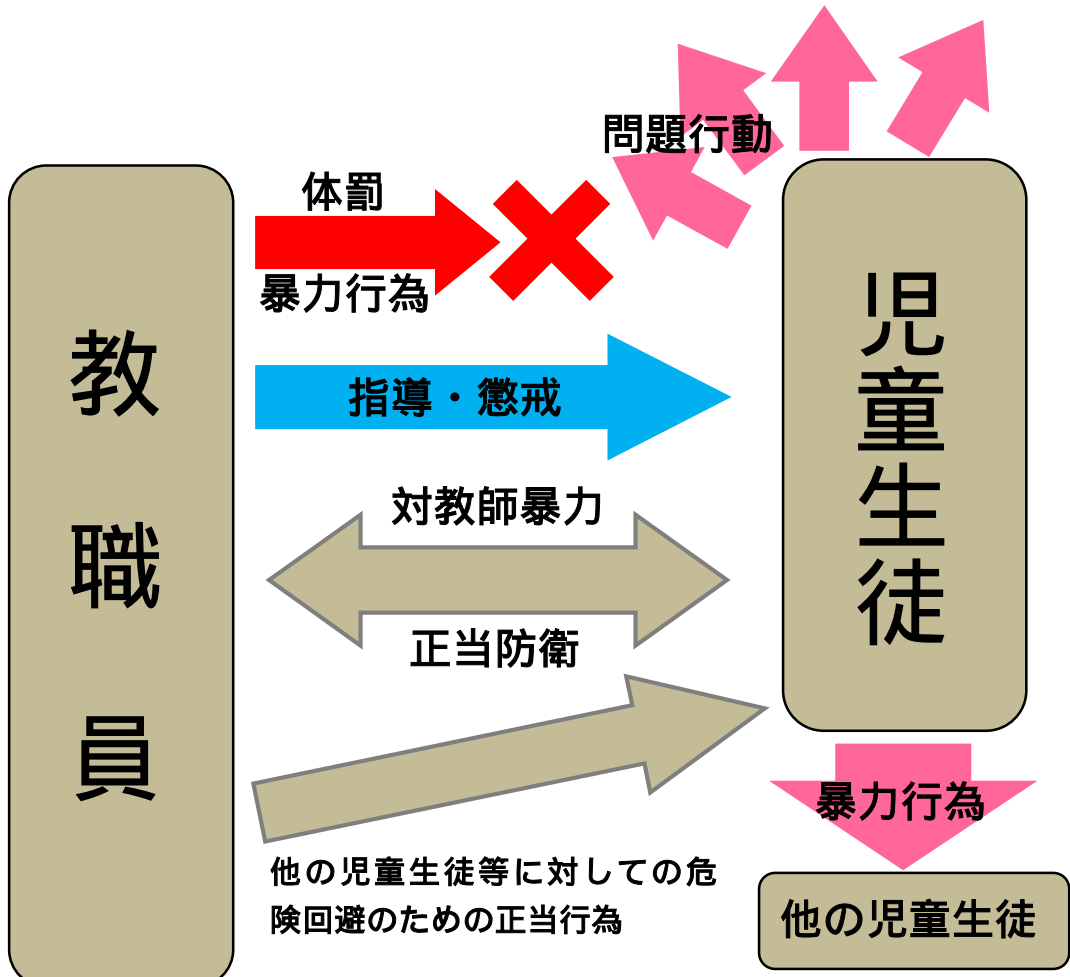 問題行動
体罰
暴力行為
教職員
児童生徒
指導・懲戒
対教師暴力
正当防衛
暴力行為
他の児童生徒等に対しての危
険回避のための正当行為
他の児童生徒